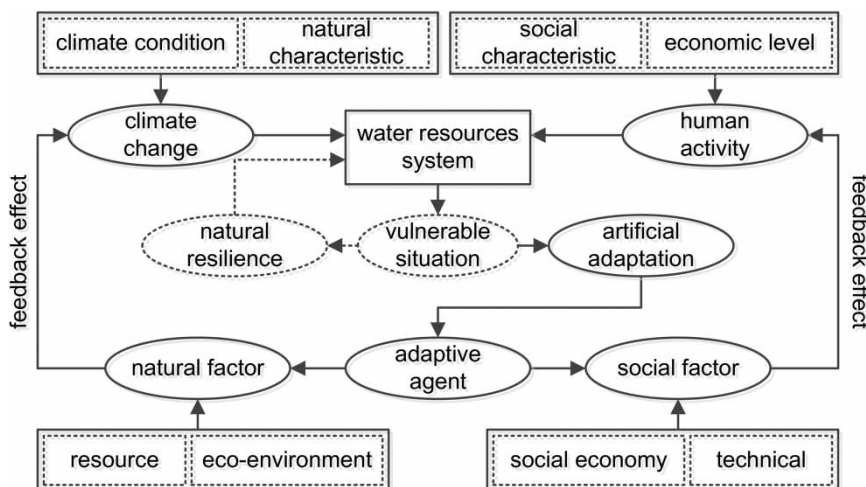 climate condition
natural
characteristic
social
characteristic
economic level
climate
change
water resources
system
human
activity
feedback effect
natural
resilience
vulnerable
situation
artificial
adaptation
feedback effect
natural factor
adaptive
agent
social factor
resource
eco-environment
social economy
technical